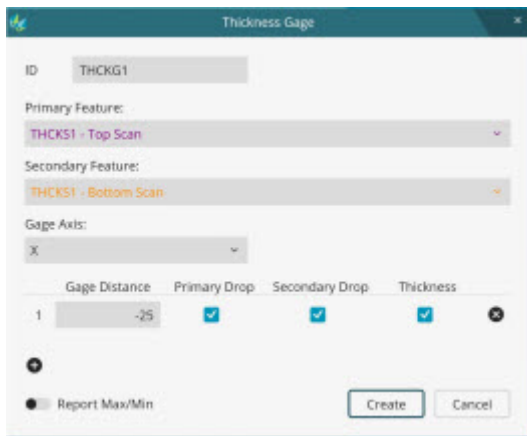 Thickness Gage
ID THCKG1
Primary Feature:
THCKS1 - Top Scan
Secondary Feature:
THCKS1 - Bottom Scan
Gage Axis:
X
Gage Distance Primary Drop Secondary Drop Thickness
1 -25
Report Max/Min Create Cancel